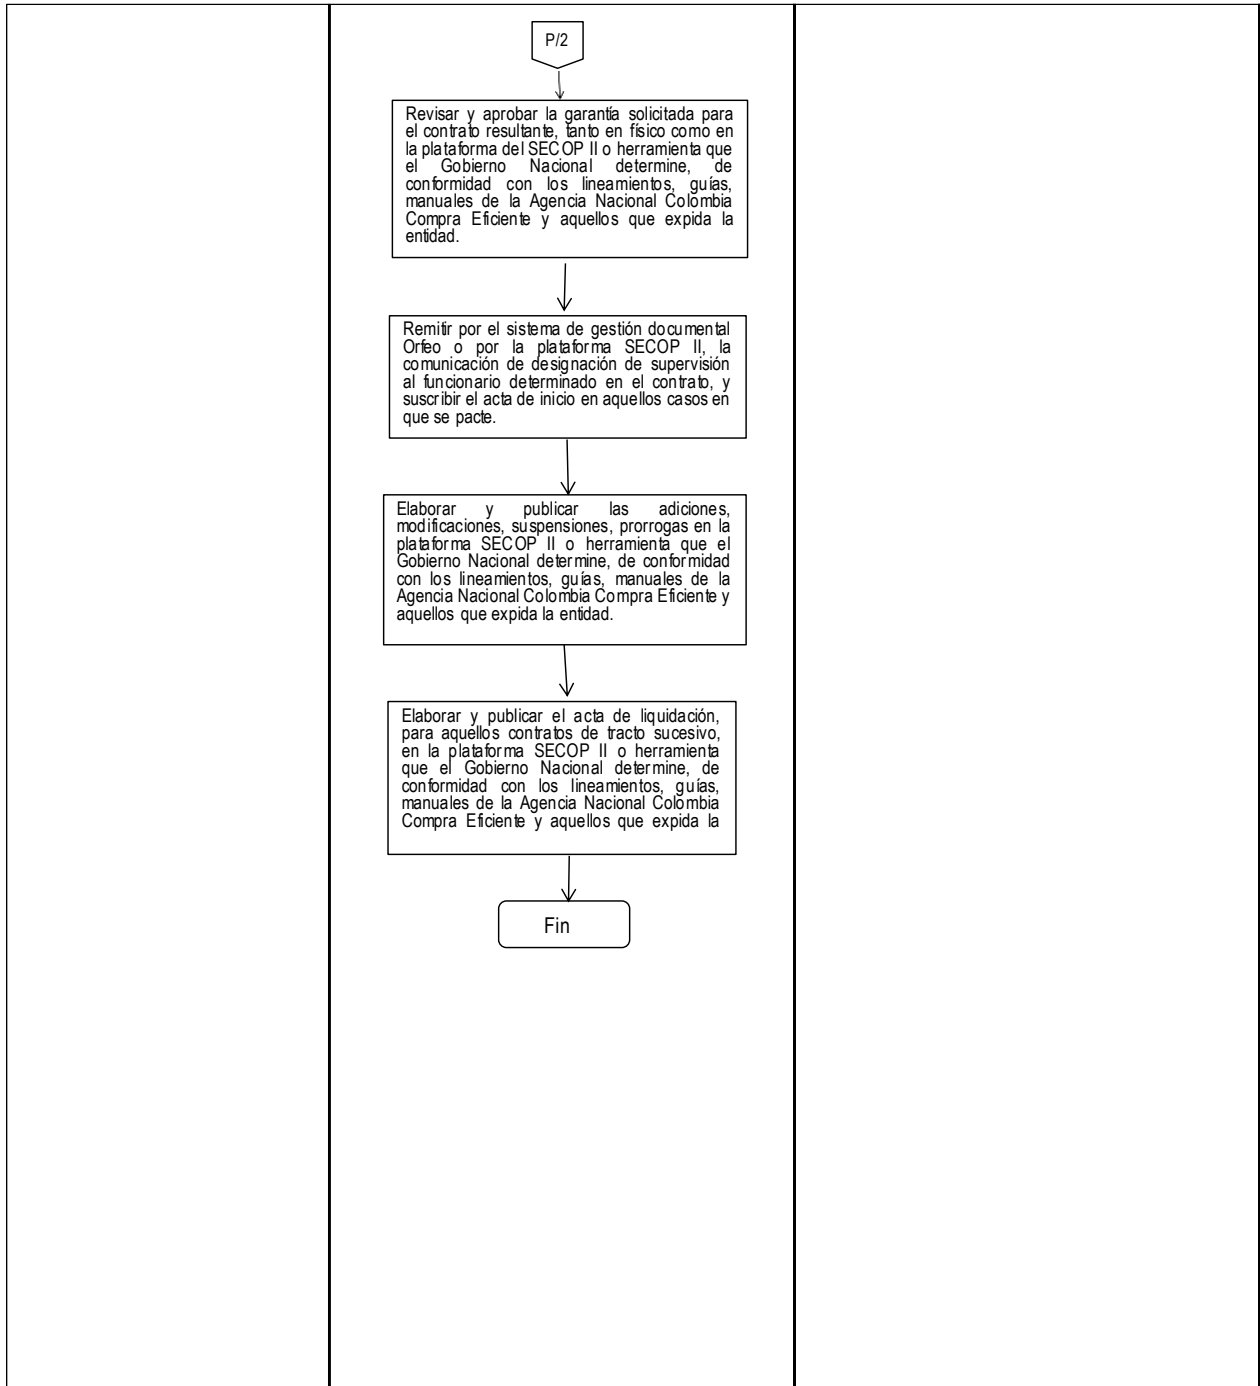 P/2
Revisar y aprobar la garantía solicitada para
el contrato resultante, tanto en físico como en
la plataforma del SECOP II o herramienta que
el Gobierno Nacional determine, de
conformidad con los lineamientos, guías,
manuales de la Agencia Nacional Colombia
Compra Eficiente y aquellos que expida la
entidad.
Remitir por el sistema de gestión documental
Orfeo o por la plataforma SECOP II, la
comunicación de designación de supervisión
al funcionario determinado en el contrato, y
suscribir el acta de inicio en aquellos casos en
que se pacte.
Elaborar y publicar las adiciones,
modificaciones, suspensiones, prorrogas en la
plataforma SECOP II o herramienta que el
Gobierno Nacional determine, de conformidad
con los lineamientos, guías, manuales de la
Agencia Nacional Colombia Compra Eficiente y
aquellos que expida la entidad.
Elaborar y publicar el acta de liquidación,
para aquellos contratos de tracto sucesivo,
en la plataforma SECOP II o herramienta
que el Gobierno Nacional determine, de
conformidad con los lineamientos, guías,
manuales de la Agencia Nacional Colombia
Compra Eficiente y aquellos que expida la
Fin